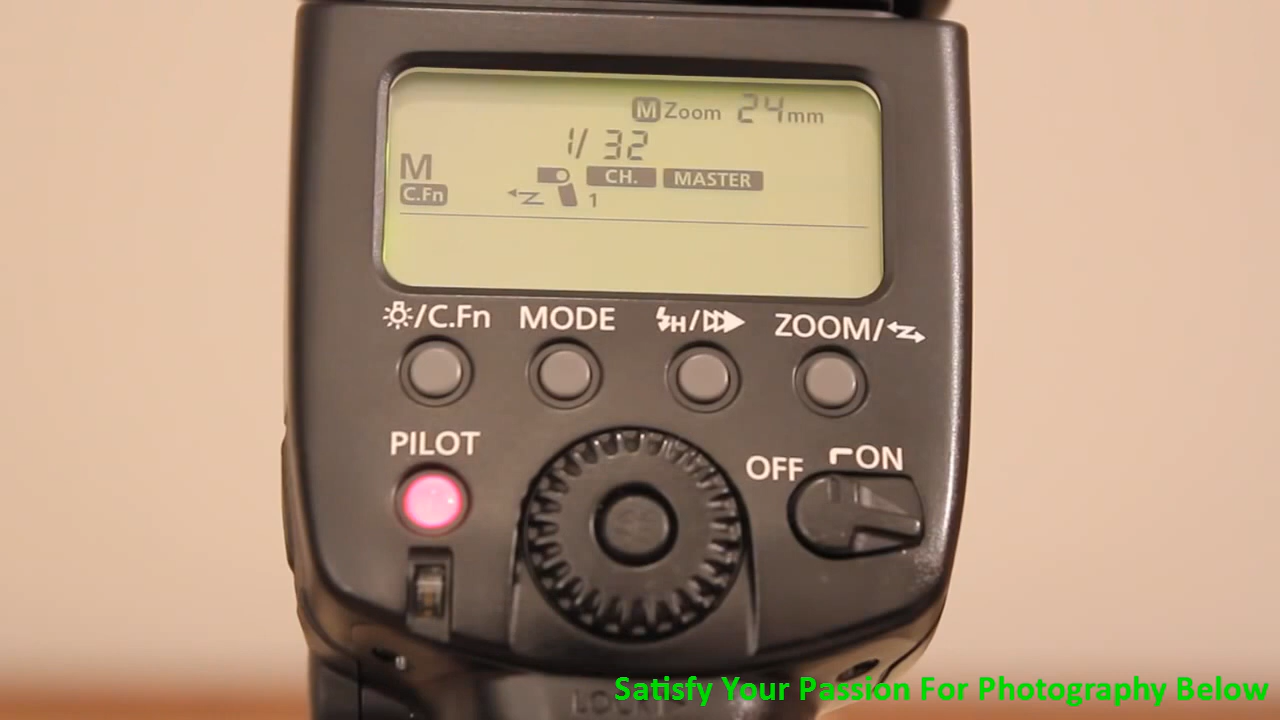 M Zoom 24mm
1/ 32
M
CH. MASTER
C.Fn
1
/C.Fn MODE H/ ZOOM/
PILOT
OFF ON
Satisfy Your Passion For Photography Below